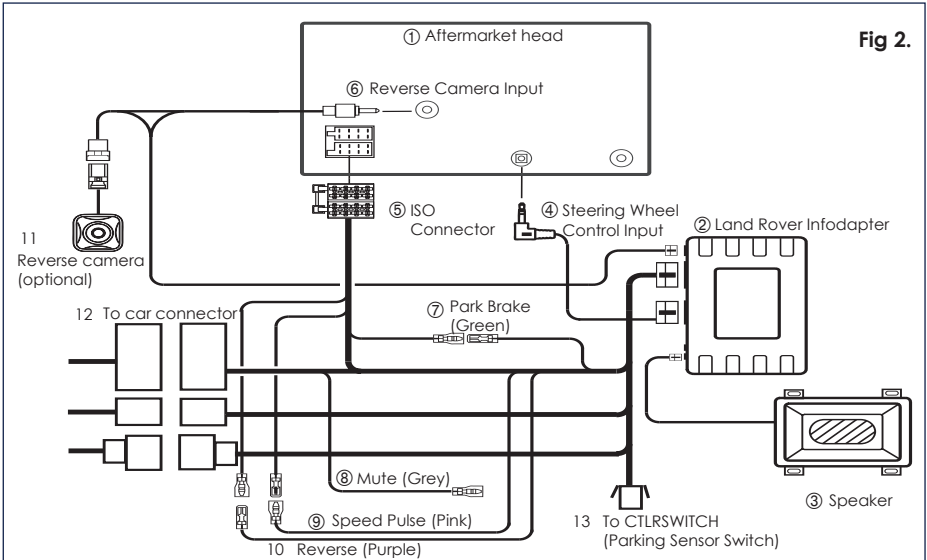 Fig 2.
① Aftermarket head
⑥ Reverse Camera Input
⑤ ISO
Connector
④ Steering Wheel
Control Input
② Land Rover Infodapter
11
Reverse camera
(optional)
12 To car connector
⑦ Park Brake
(Green)
⑧ Mute (Grey)
⑨ Speed Pulse (Pink)
10 Reverse (Purple)
13 To CTLRSWITCH
(Parking Sensor Switch)
③ Speaker